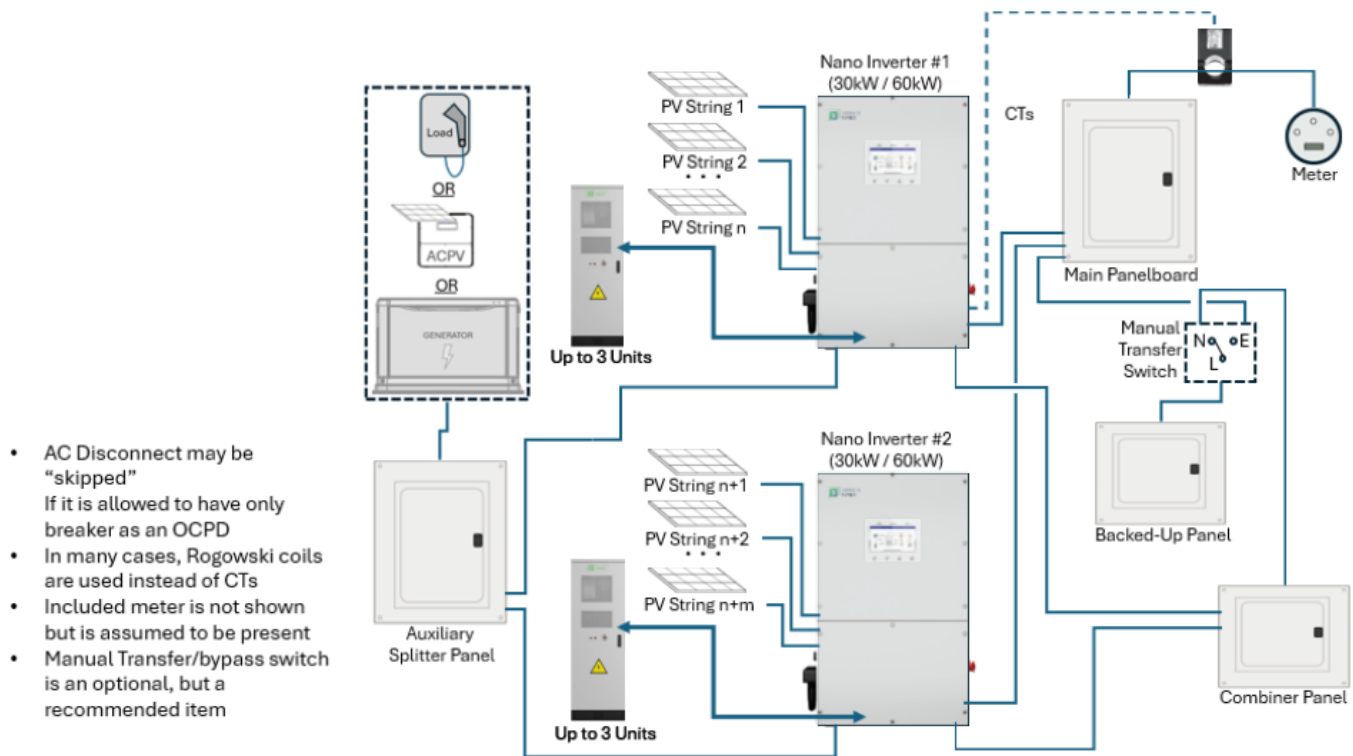 Nano Inverter #1
(30kW / 60kW)
PV String 1
PV String 2
• • •
PV String n
CTs
Meter
Main Panelboard
Load
OR
ACPV
OR
GENERATOR
Up to 3 Units
Manual
Transfer
Switch
N
E
L
Backed-Up Panel
• AC Disconnect may be
“skipped”
If it is allowed to have only
breaker as an OCPD
• In many cases, Rogowski coils
are used instead of CTs
• Included meter is not shown
but is assumed to be present
• Manual Transfer/bypass switch
is an optional, but a
recommended item
Auxiliary
Splitter Panel
Nano Inverter #2
(30kW / 60kW)
PV String n+1
PV String n+2
• • •
PV String n+m
Up to 3 Units
Combiner Panel